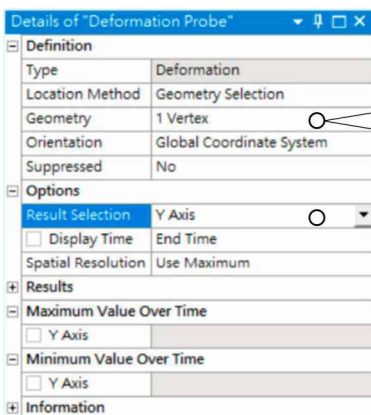 Details of "Deformation Probe"
Definition
Type Deformation
Location Method Geometry Selection
Geometry 1 Vertex
Orientation Global Coordinate System
Suppressed No
Options
Result Selection Y Axis
Display Time End Time
Spatial Resolution Use Maximum
Results
Maximum Value Over Time
Y Axis
Minimum Value Over Time
Y Axis
Information